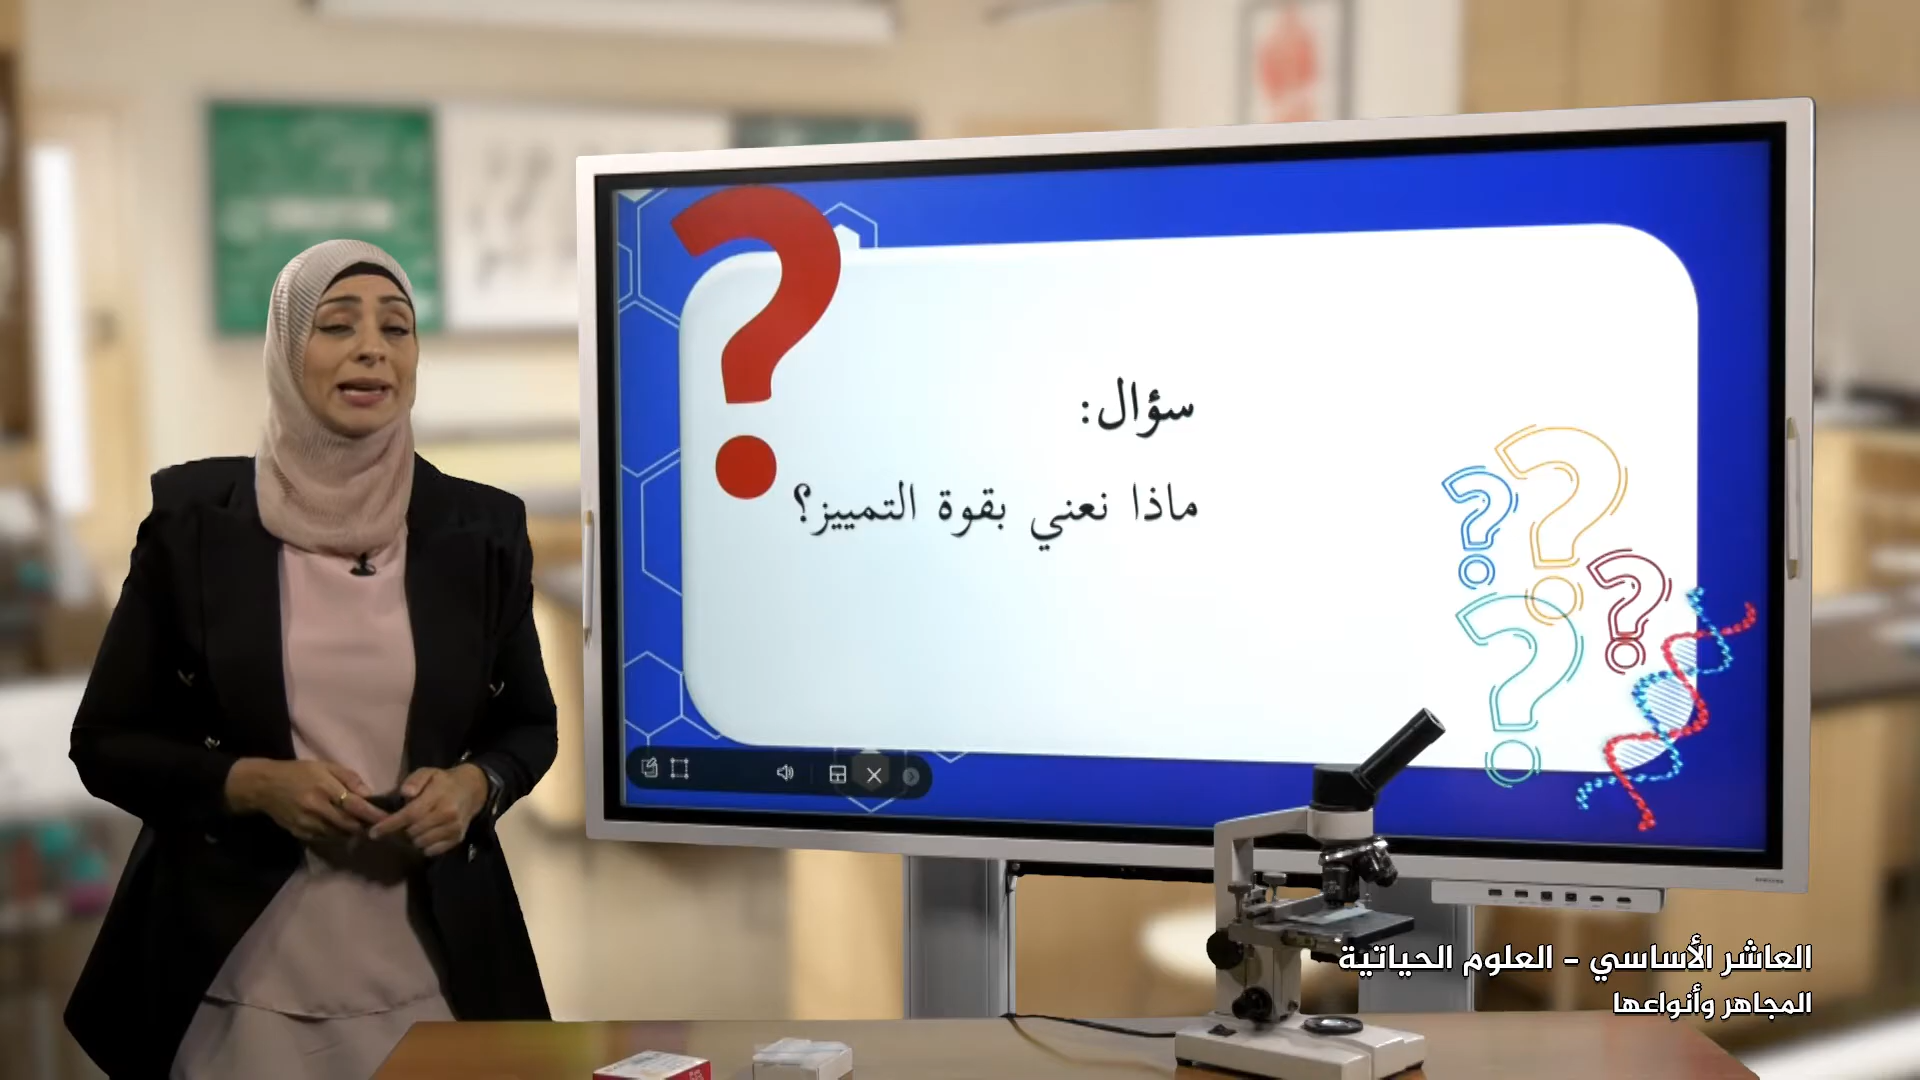 سؤال:
ماذا نعني بقوة التمييز؟
العاشر الأساسي - العلوم الحياتية
المجاهر وأنواعها